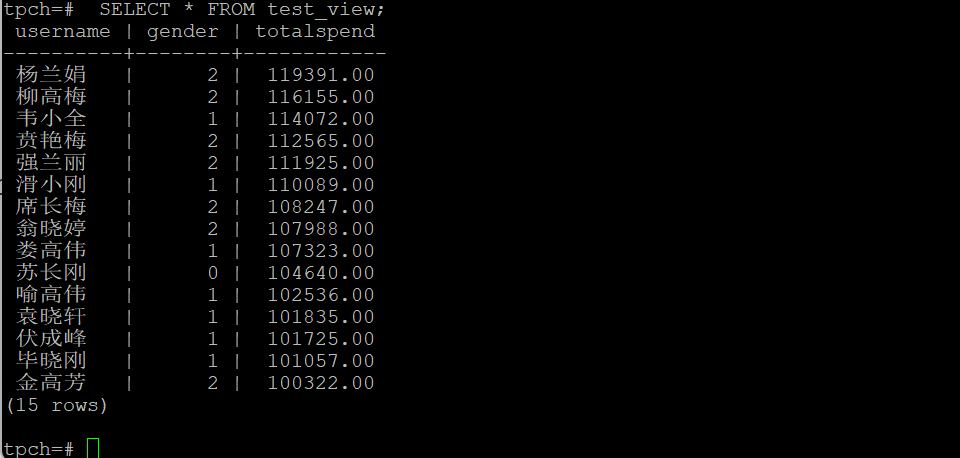 tpch=#  SELECT * FROM test_view;
 username | gender | totalspend
----------+--------+------------
 杨兰娟   |      2 |  119391.00
 柳高梅   |      2 |  116155.00
 韦小全   |      1 |  114072.00
 贲艳梅   |      2 |  112565.00
 强兰丽   |      2 |  111925.00
 滑小刚   |      1 |  110089.00
 席长梅   |      2 |  108247.00
 翁晓婷   |      2 |  107988.00
 娄高伟   |      1 |  107323.00
 苏长刚   |      0 |  104640.00
 喻高伟   |      1 |  102536.00
 袁晓轩   |      1 |  101835.00
 伏成峰   |      1 |  101725.00
 毕晓刚   |      1 |  101057.00
 金高芳   |      2 |  100322.00
(15 rows)
tpch=#